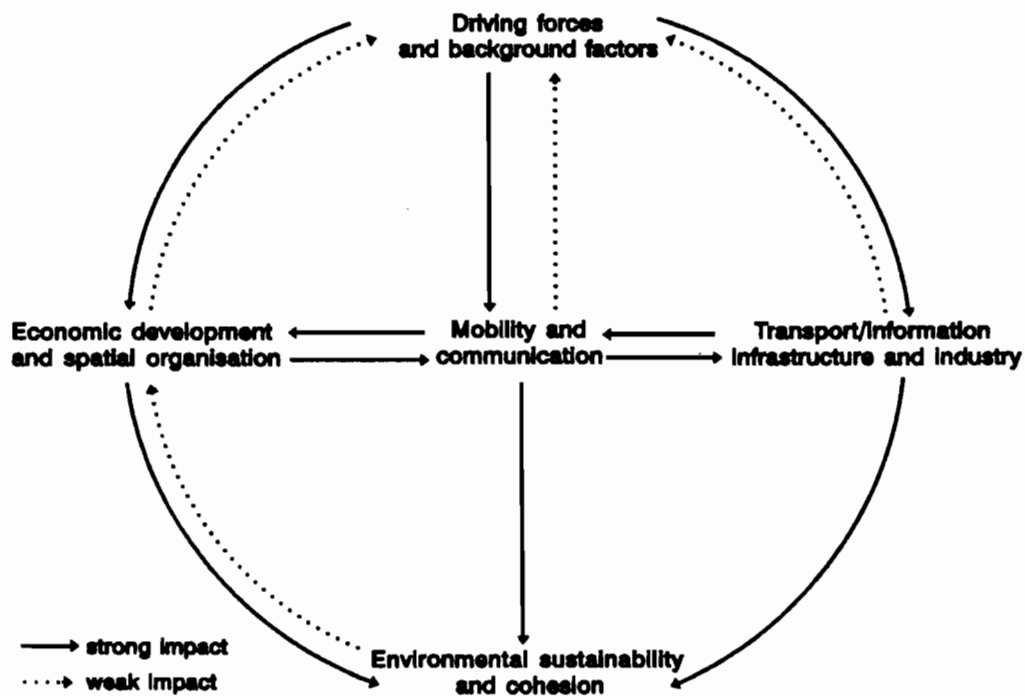 Driving forces
and background factors
Economic development
and spatial organisation
Mobility and
communication
Transport/Information
Infrastructure and Industry
strong impact
weak impact
Environmental sustainability
and cohesion